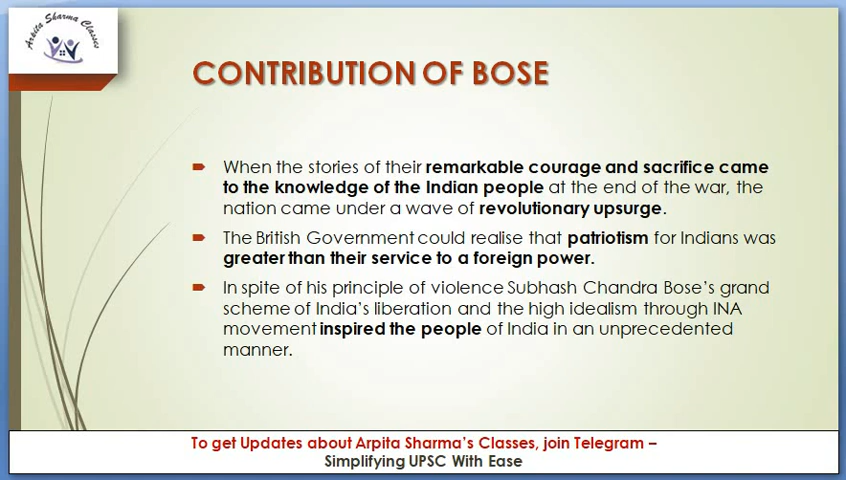 Arpita Sharma Classes
CONTRIBUTION OF BOSE
When the stories of their remarkable courage and sacrifice came
to the knowledge of the Indian people at the end of the war, the
nation came under a wave of revolutionary upsurge.
The British Government could realise that patriotism for Indians was
greater than their service to a foreign power.
In spite of his principle of violence Subhash Chandra Bose's grand
scheme of India's liberation and the high idealism through INA
movement inspired the people of India in an unprecedented
manner.
To get Updates about Arpita Sharma's Classes, join Telegram –
Simplifying UPSC With Ease